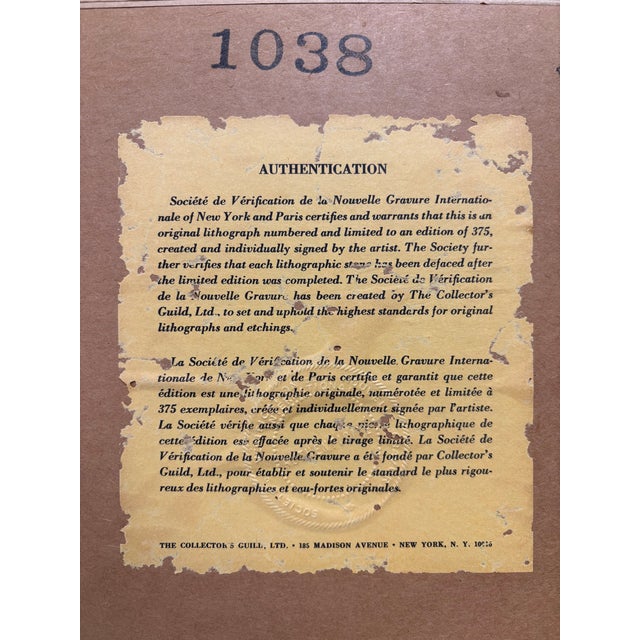 1038
AUTHENTICATION
Société de Vérification de la Nouvelle Gravure Internatio-
nale of New York and Paris certifies and warrants that this is an
original lithograph numbered and limited to an edition of 375,
created and individually signed by the artist. The Society fur-
ther verifies that each lithographic stone has been defaced after
the limited edition was completed. The Société de Vérification
de la Nouvelle Gravure has been created by The Collector's
Guild, Ltd., to set and uphold the highest standards for original
lithographs and etchings.
La Société de Vérification de la Nouvelle Gravure Interna-
tionale de New York et de Paris certifie et garantit que cette
édition est une lithographie originale, numérotée et limitée à
375 exemplaires, créée et individuellement signée par l'artiste.
La Société vérifie aussi que chaque pierre lithographique de
cette édition est effacée après le tirage limité. La Société de
Vérification de la Nouvelle Gravure a été fondé par Collector's
Guild, Ltd., pour établir et soutenir le standard le plus rigou-
reux des lithographies et eau-fortes originales.
THE COLLECTOR'S GUILD, LTD. • 185 MADISON AVENUE • NEW YORK, N. Y. 10016